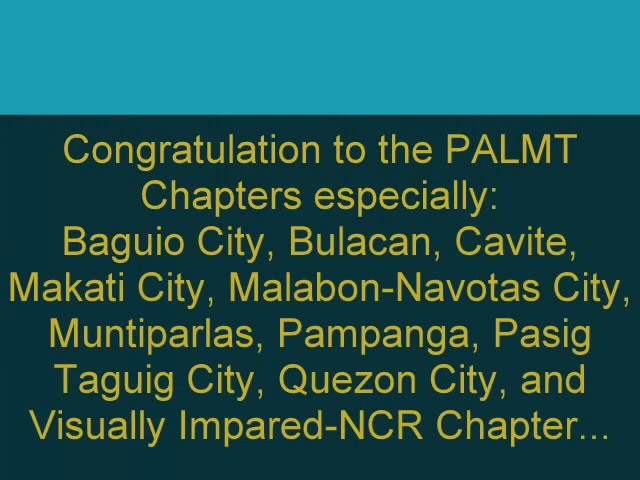 Congratulation to the PALMT
Chapters especially:
Baguio City, Bulacan, Cavite,
Makati City, Malabon-Navotas City,
Muntiparlas, Pampanga, Pasig
Taguig City, Quezon City, and
Visually Impared-NCR Chapter...